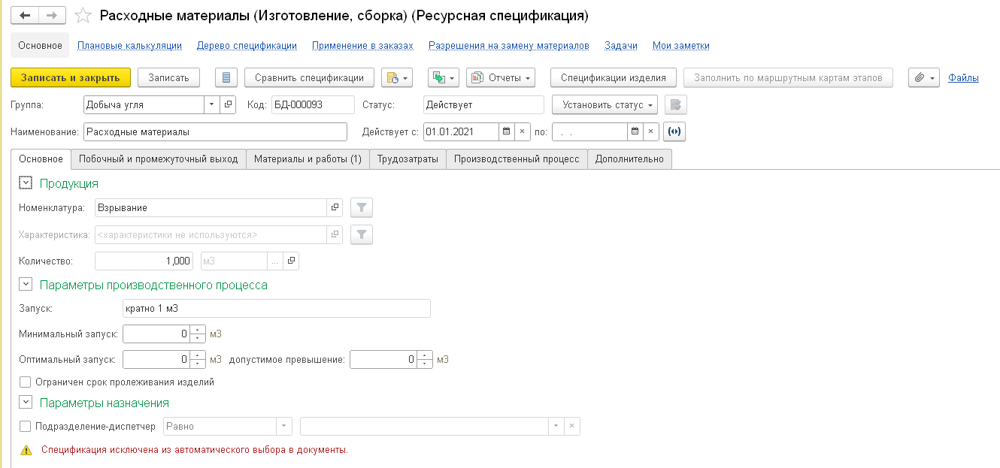 Расходные материалы (Изготовление, сборка) (Ресурсная спецификация)
Основное Плановые калькуляции Дерево спецификации Применение в заказах Разрешения на замену материалов Задачи Мои заметки
Записать и закрыть Записать Сравнить спецификации Отчеты Спецификации изделия Заполнить по маршрутным картам этапов Файлы
Группа: Добыча угля Код: БД-000093 Статус: Действует Установить статус
Наименование: Расходные материалы Действует с: 01.01.2021 по: . .
Основное Побочный и промежуточный выход Материалы и работы (1) Трудозатраты Производственный процесс Дополнительно
Продукция
Номенклатура: Взрывание
Характеристика: <характеристики не используются>
Количество: 1,000 м3 ...
Параметры производственного процесса
Запуск: кратно 1 м3
Минимальный запуск: 0 м3
Оптимальный запуск: 0 м3 допустимое превышение: 0 м3
Ограничен срок пролеживания изделий
Параметры назначения
Подразделение-диспетчер Равно
Спецификация исключена из автоматического выбора в документы.